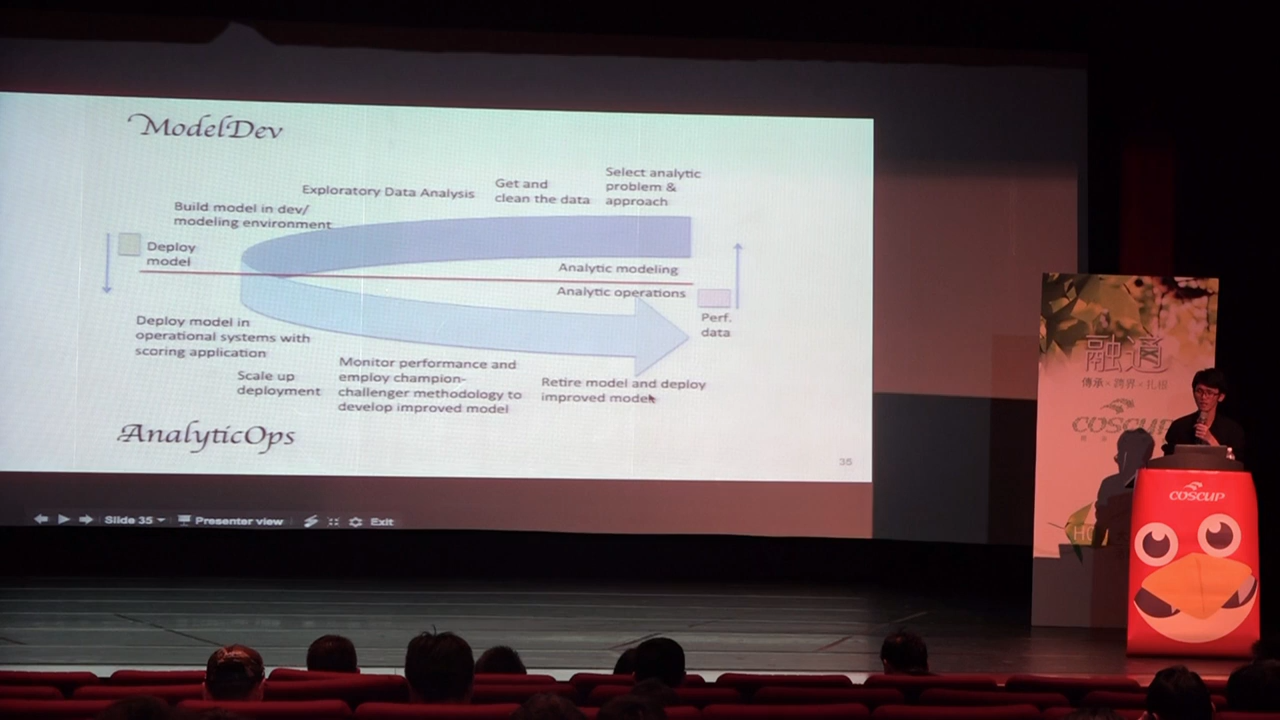 ModelDev
Select analytic
problem &
approach
Get and
clean the data
Exploratory Data Analysis
Build model in dev/
modeling environment
Deploy
model
Analytic modeling
Analytic operations
Perf.
data
Deploy model in
operational systems with
scoring application
Scale up
deployment
Monitor performance and
employ champion-
challenger methodology to
develop improved model
Retire model and deploy
improved model
AnalyticOps
35
Slide 35
Presenter view
Exit
融通
傳承 × 跨界 × 扎根
COSCUP
COSCUP